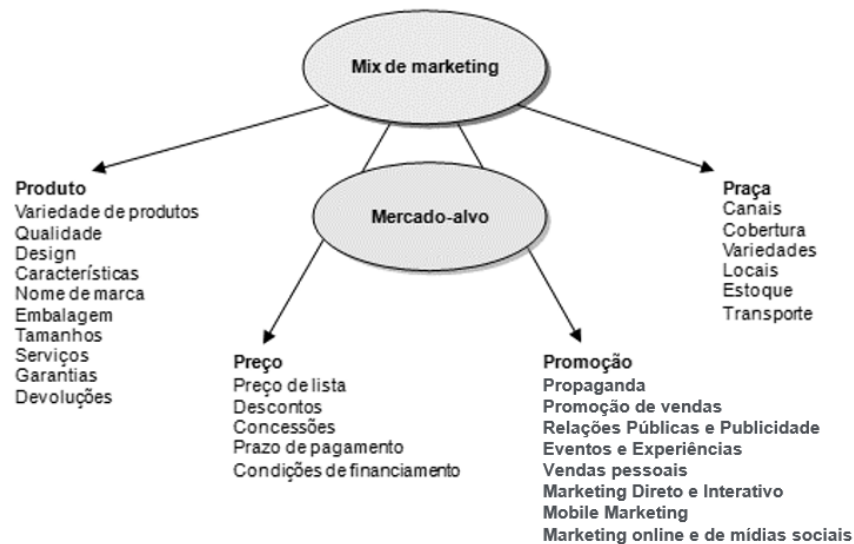 Mix de marketing
Mercado-alvo
Produto
Variedade de produtos
Qualidade
Design
Características
Nome de marca
Embalagem
Tamanhos
Serviços
Garantias
Devoluções
Preço
Preço de lista
Descontos
Concessões
Prazo de pagamento
Condições de financiamento
Promoção
Propaganda
Promoção de vendas
Relações Públicas e Publicidade
Eventos e Experiências
Vendas pessoais
Marketing Direto e Interativo
Mobile Marketing
Marketing online e de mídias sociais
Praça
Canais
Cobertura
Variedades
Locais
Estoque
Transporte